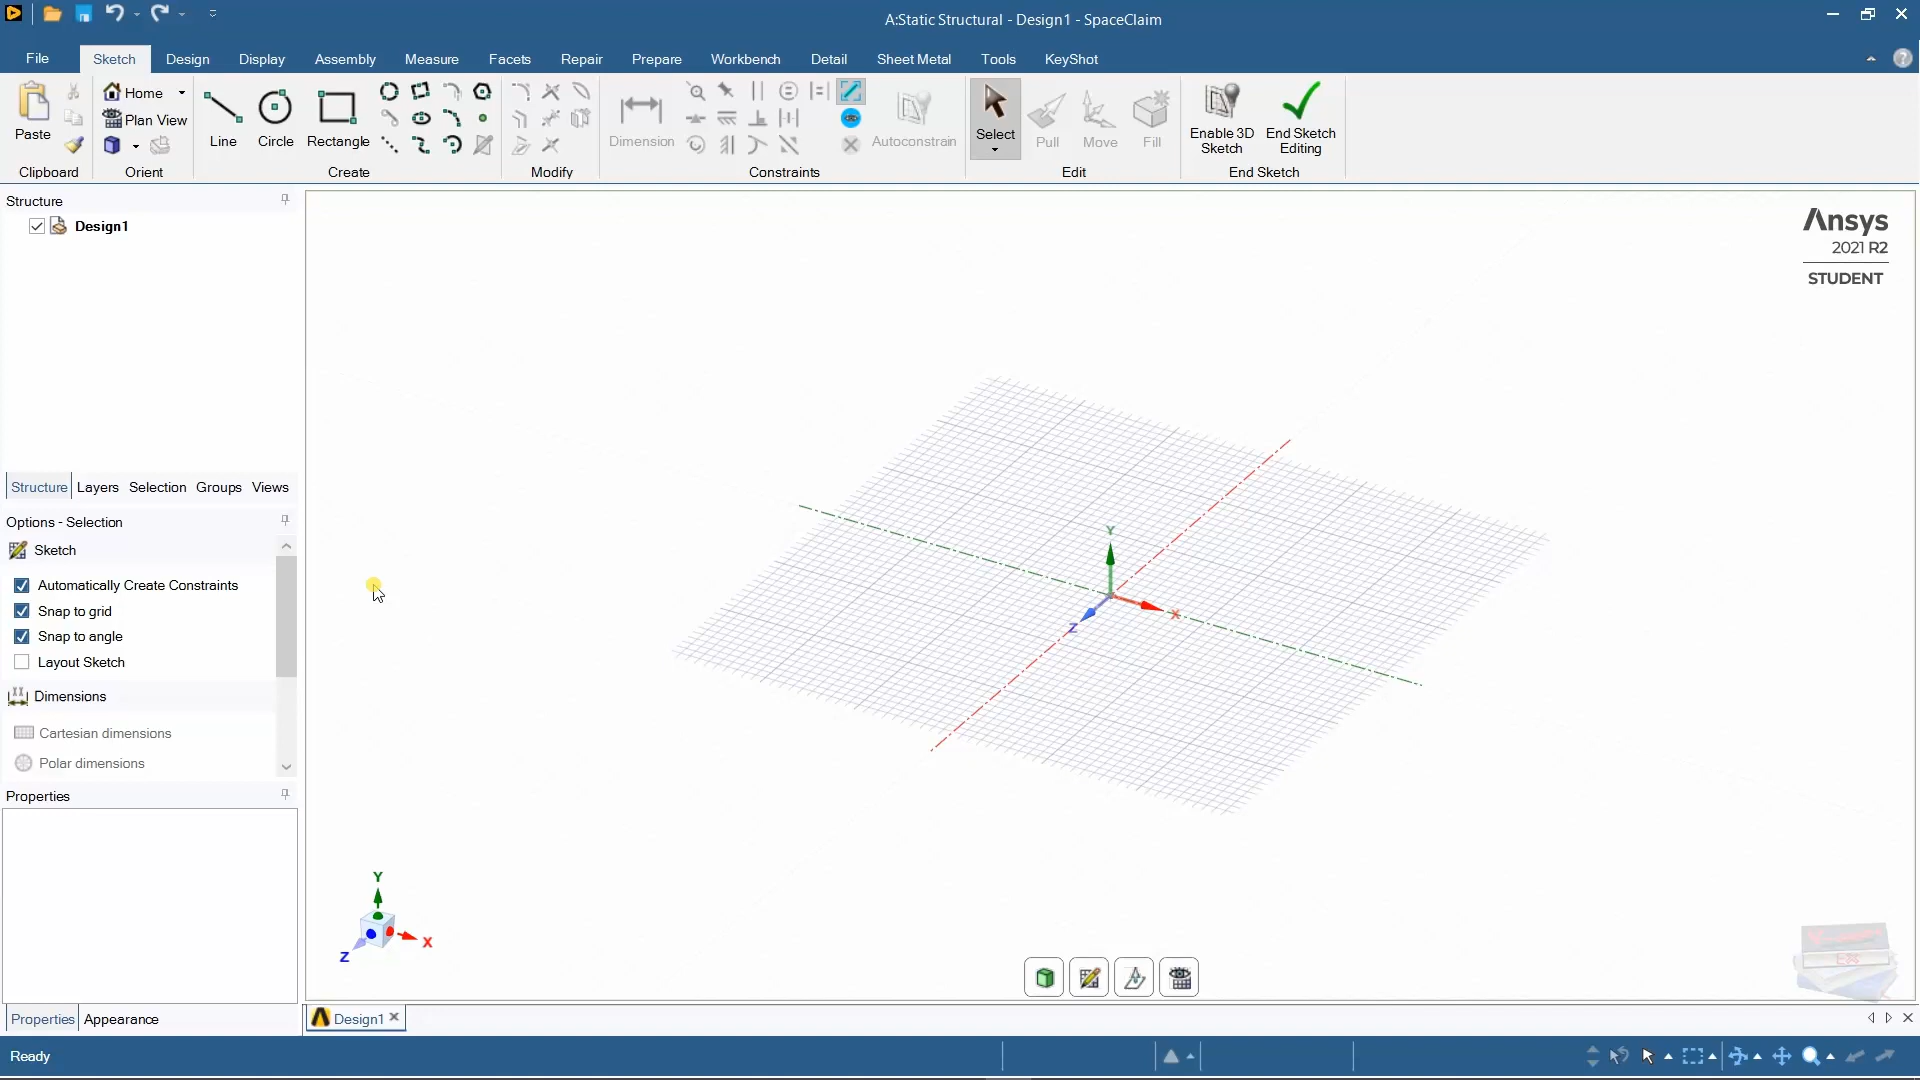 A:Static Structural - Design1 - SpaceClaim
File Sketch Design Display Assembly Measure Facets Repair Prepare Workbench Detail Sheet Metal Tools KeyShot
Paste
Clipboard
Home
Plan View
Orient
Line
Circle
Rectangle
Create
Modify
Dimension
Autoconstrain
Constraints
Select
Pull
Move
Fill
Edit
Enable 3D
Sketch
End Sketch
Editing
End Sketch
Structure
Design1
Structure Layers Selection Groups Views
Options - Selection
Sketch
Automatically Create Constraints
Snap to grid
Snap to angle
Layout Sketch
Dimensions
Cartesian dimensions
Polar dimensions
Properties
Properties Appearance
Ansys
2021 R2
STUDENT
Y
X
Z
Y
X
Z
Design1
Ready